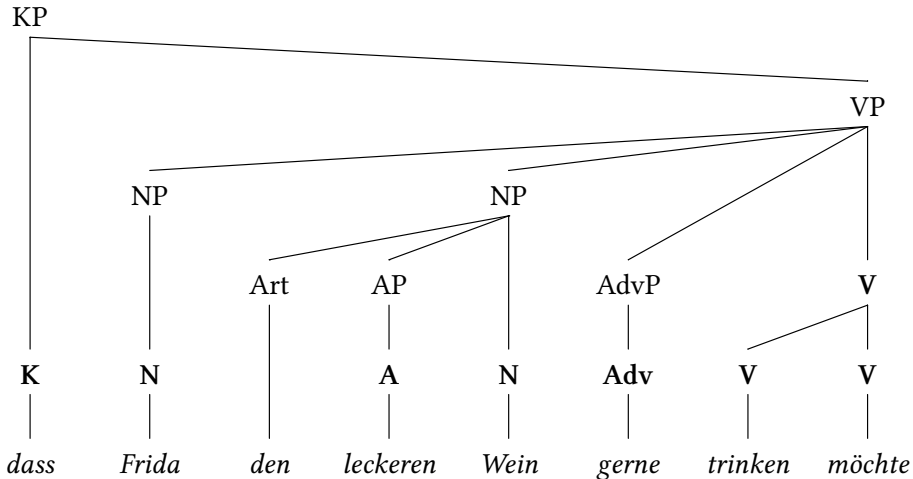 KP
VP
NP NP
Art AP AdvP V
K N A N Adv V V
dass Frida den leckeren Wein gerne trinken möchte